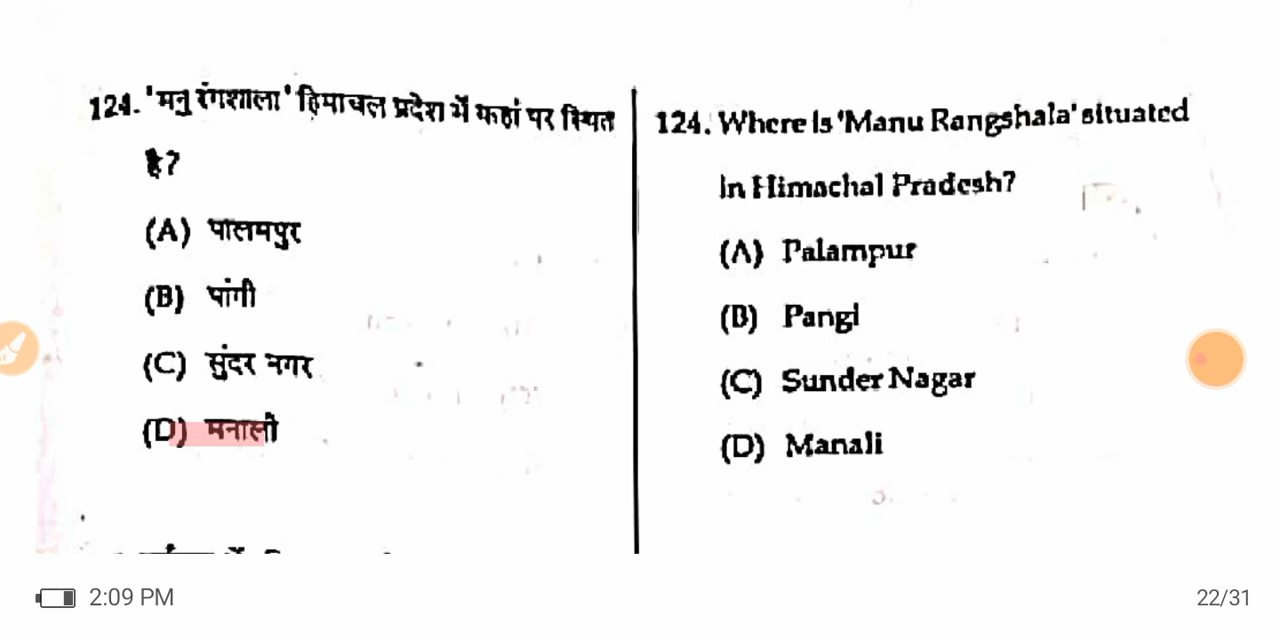 124. 'मनु रंगशाला' हिमाचल प्रदेश में कहां पर स्थित
है?
(A) पालमपुर
(B) पांगी
(C) सुंदर नगर
(D) मनाली
124. Where is 'Manu Rangshala' situated
in Himachal Pradesh?
(A) Palampur
(B) Pangi
(C) Sunder Nagar
(D) Manali
2:09 PM
22/31